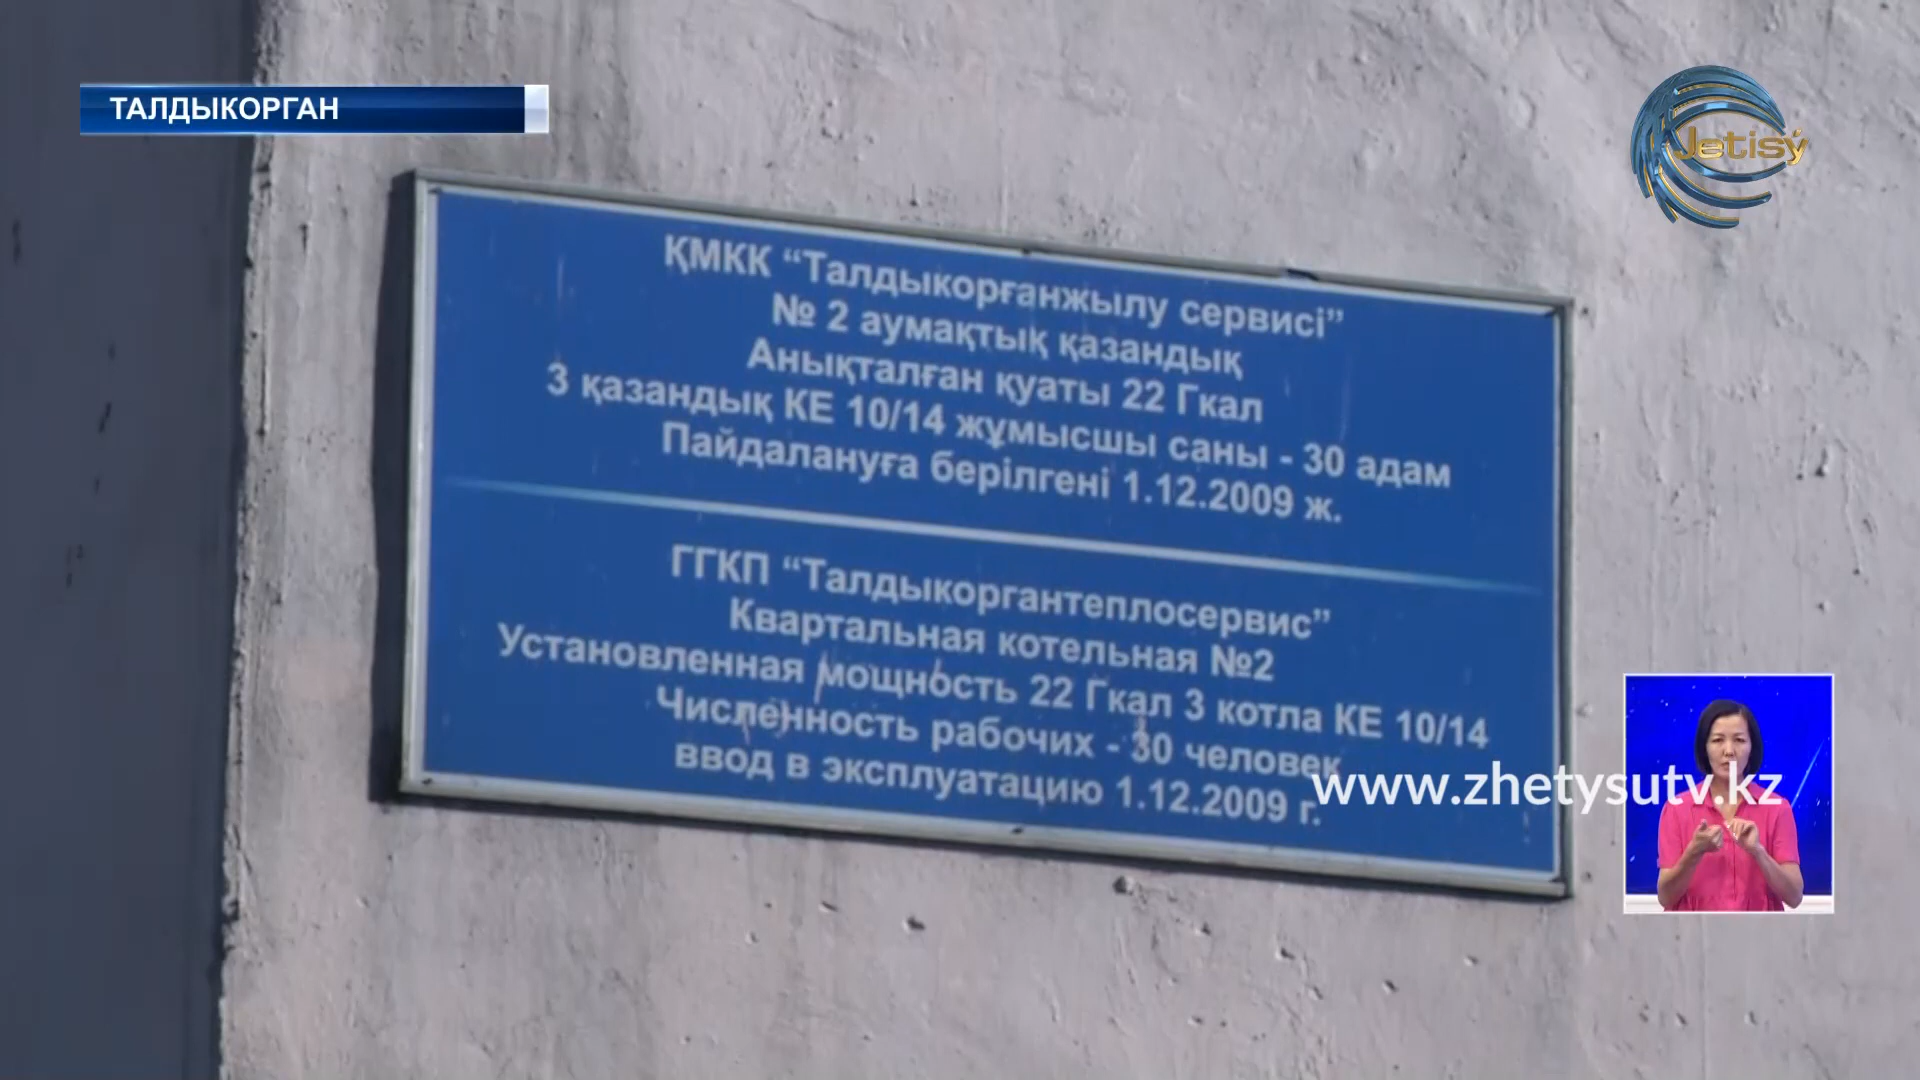 ТАЛДЫКОРГАН
Jetisý
ҚМКК “Талдыкорғанжылу сервисі”
№ 2 аумақтық қазандық
Анықталған қуаты 22 Гкал
3 қазандық КЕ 10/14 жұмысшы саны - 30 адам
Пайдалануға берілгені 1.12.2009 ж.
ГГКП “Талдыкоргантеплосервис”
Квартальная котельная №2
Установленная мощность 22 Гкал 3 котла КЕ 10/14
Численность рабочих - 30 человек
ввод в эксплуатацию 1.12.2009 г.
www.zhetysutv.kz